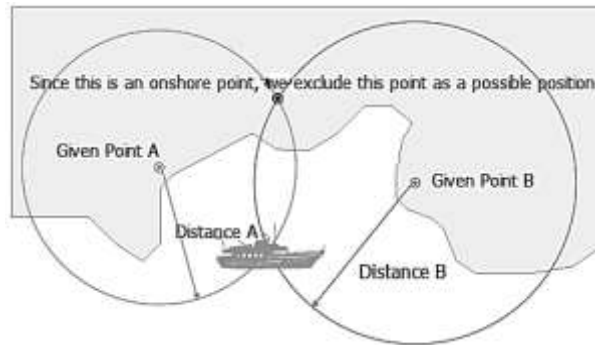 Since this is an onshore point, we exclude this point as a possible position
Given Point A
Given Point B
Distance A
Distance B